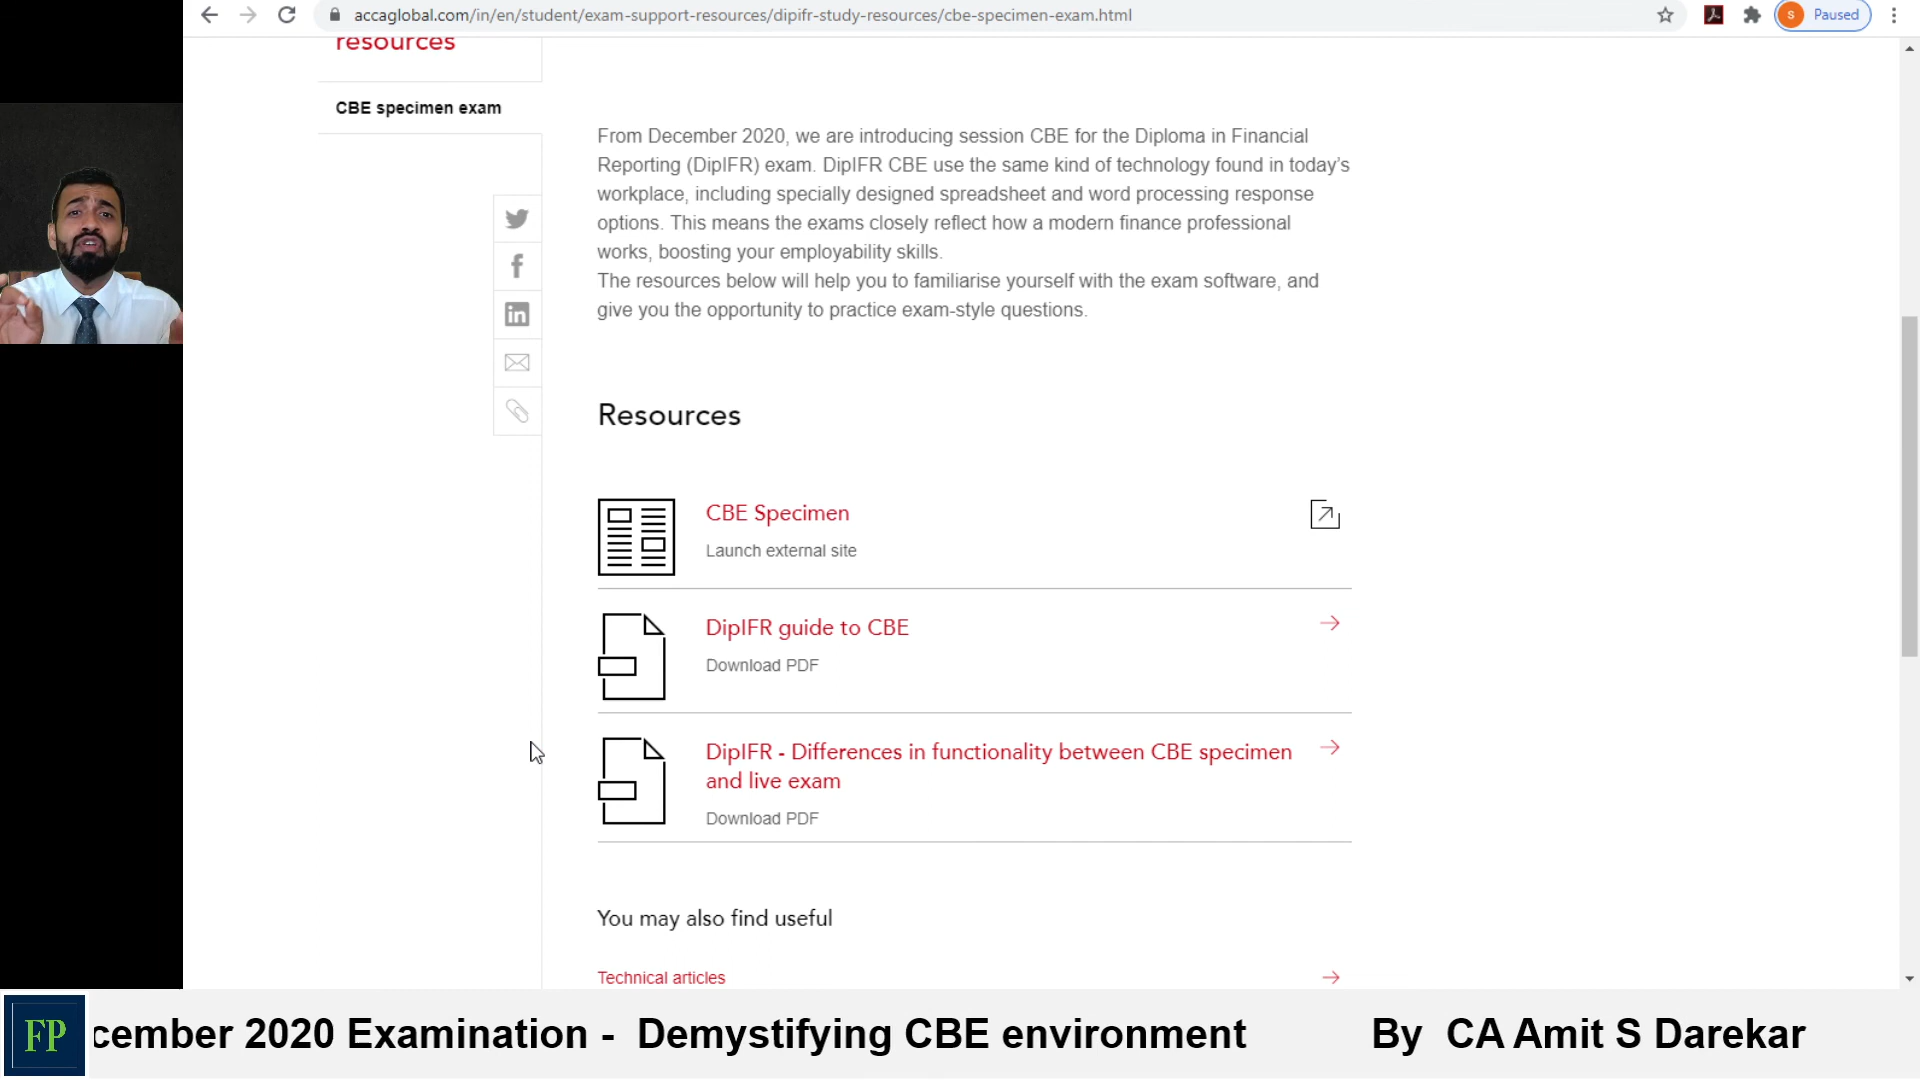 accaglobal.com/in/en/student/exam-support-resources/dipifr-study-resources/cbe-specimen-exam.html
S
Paused
resources
CBE specimen exam
From December 2020, we are introducing session CBE for the Diploma in Financial
Reporting (DipIFR) exam. DipIFR CBE use the same kind of technology found in today's
workplace, including specially designed spreadsheet and word processing response
options. This means the exams closely reflect how a modern finance professional
works, boosting your employability skills.
The resources below will help you to familiarise yourself with the exam software, and
give you the opportunity to practice exam-style questions.
in
Resources
CBE Specimen
Launch external site
DipIFR guide to CBE
Download PDF
DipIFR - Differences in functionality between CBE specimen
and live exam
Download PDF
You may also find useful
Technical articles
FP
cember 2020 Examination - Demystifying CBE environment By CA Amit S Darekar